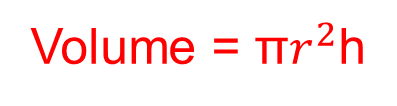 Volume = π𝑟²h